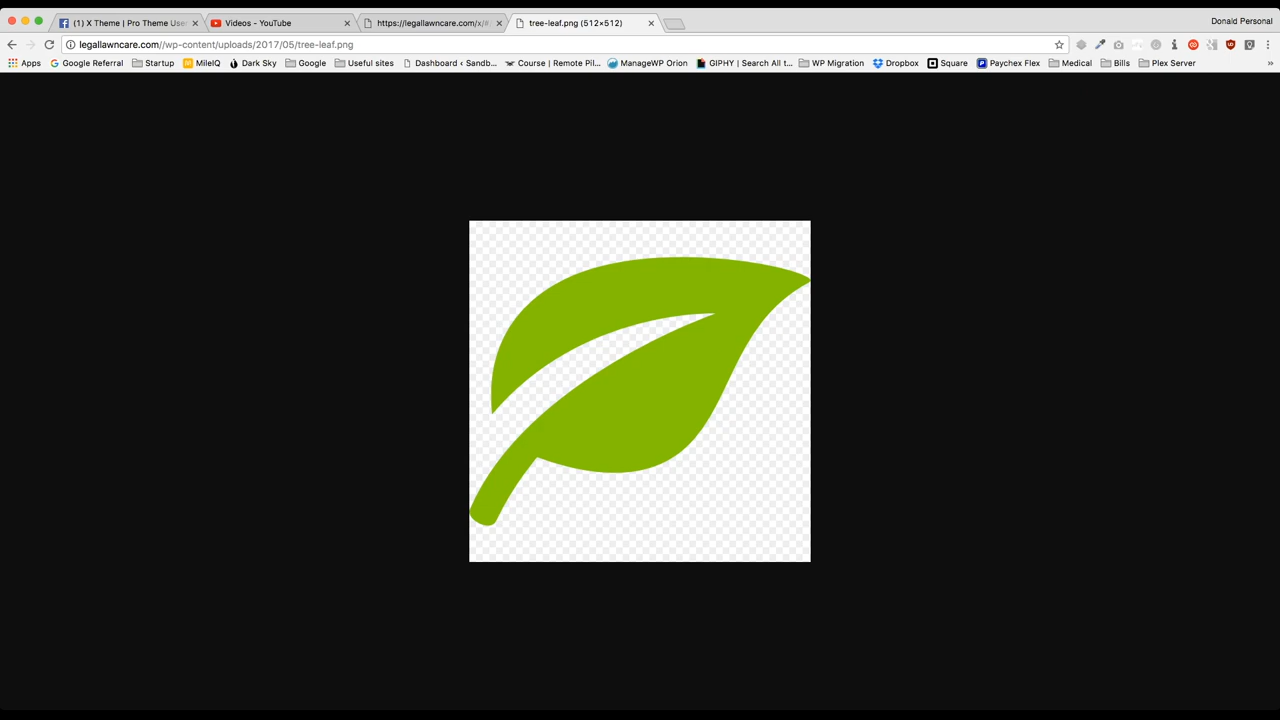 (1) X Theme | Pro Theme Use
Videos - YouTube
https://legallawncare.com/x/#/
tree-leaf.png (512×512)
Donald Personal
legallawncare.com//wp-content/uploads/2017/05/tree-leaf.png
Apps Google Referral Startup MileIQ Dark Sky Google Useful sites Dashboard ‹ Sandb... Course | Remote Pil... ManageWP Orion GIPHY | Search All t... WP Migration Dropbox Square Paychex Flex Medical Bills Plex Server »